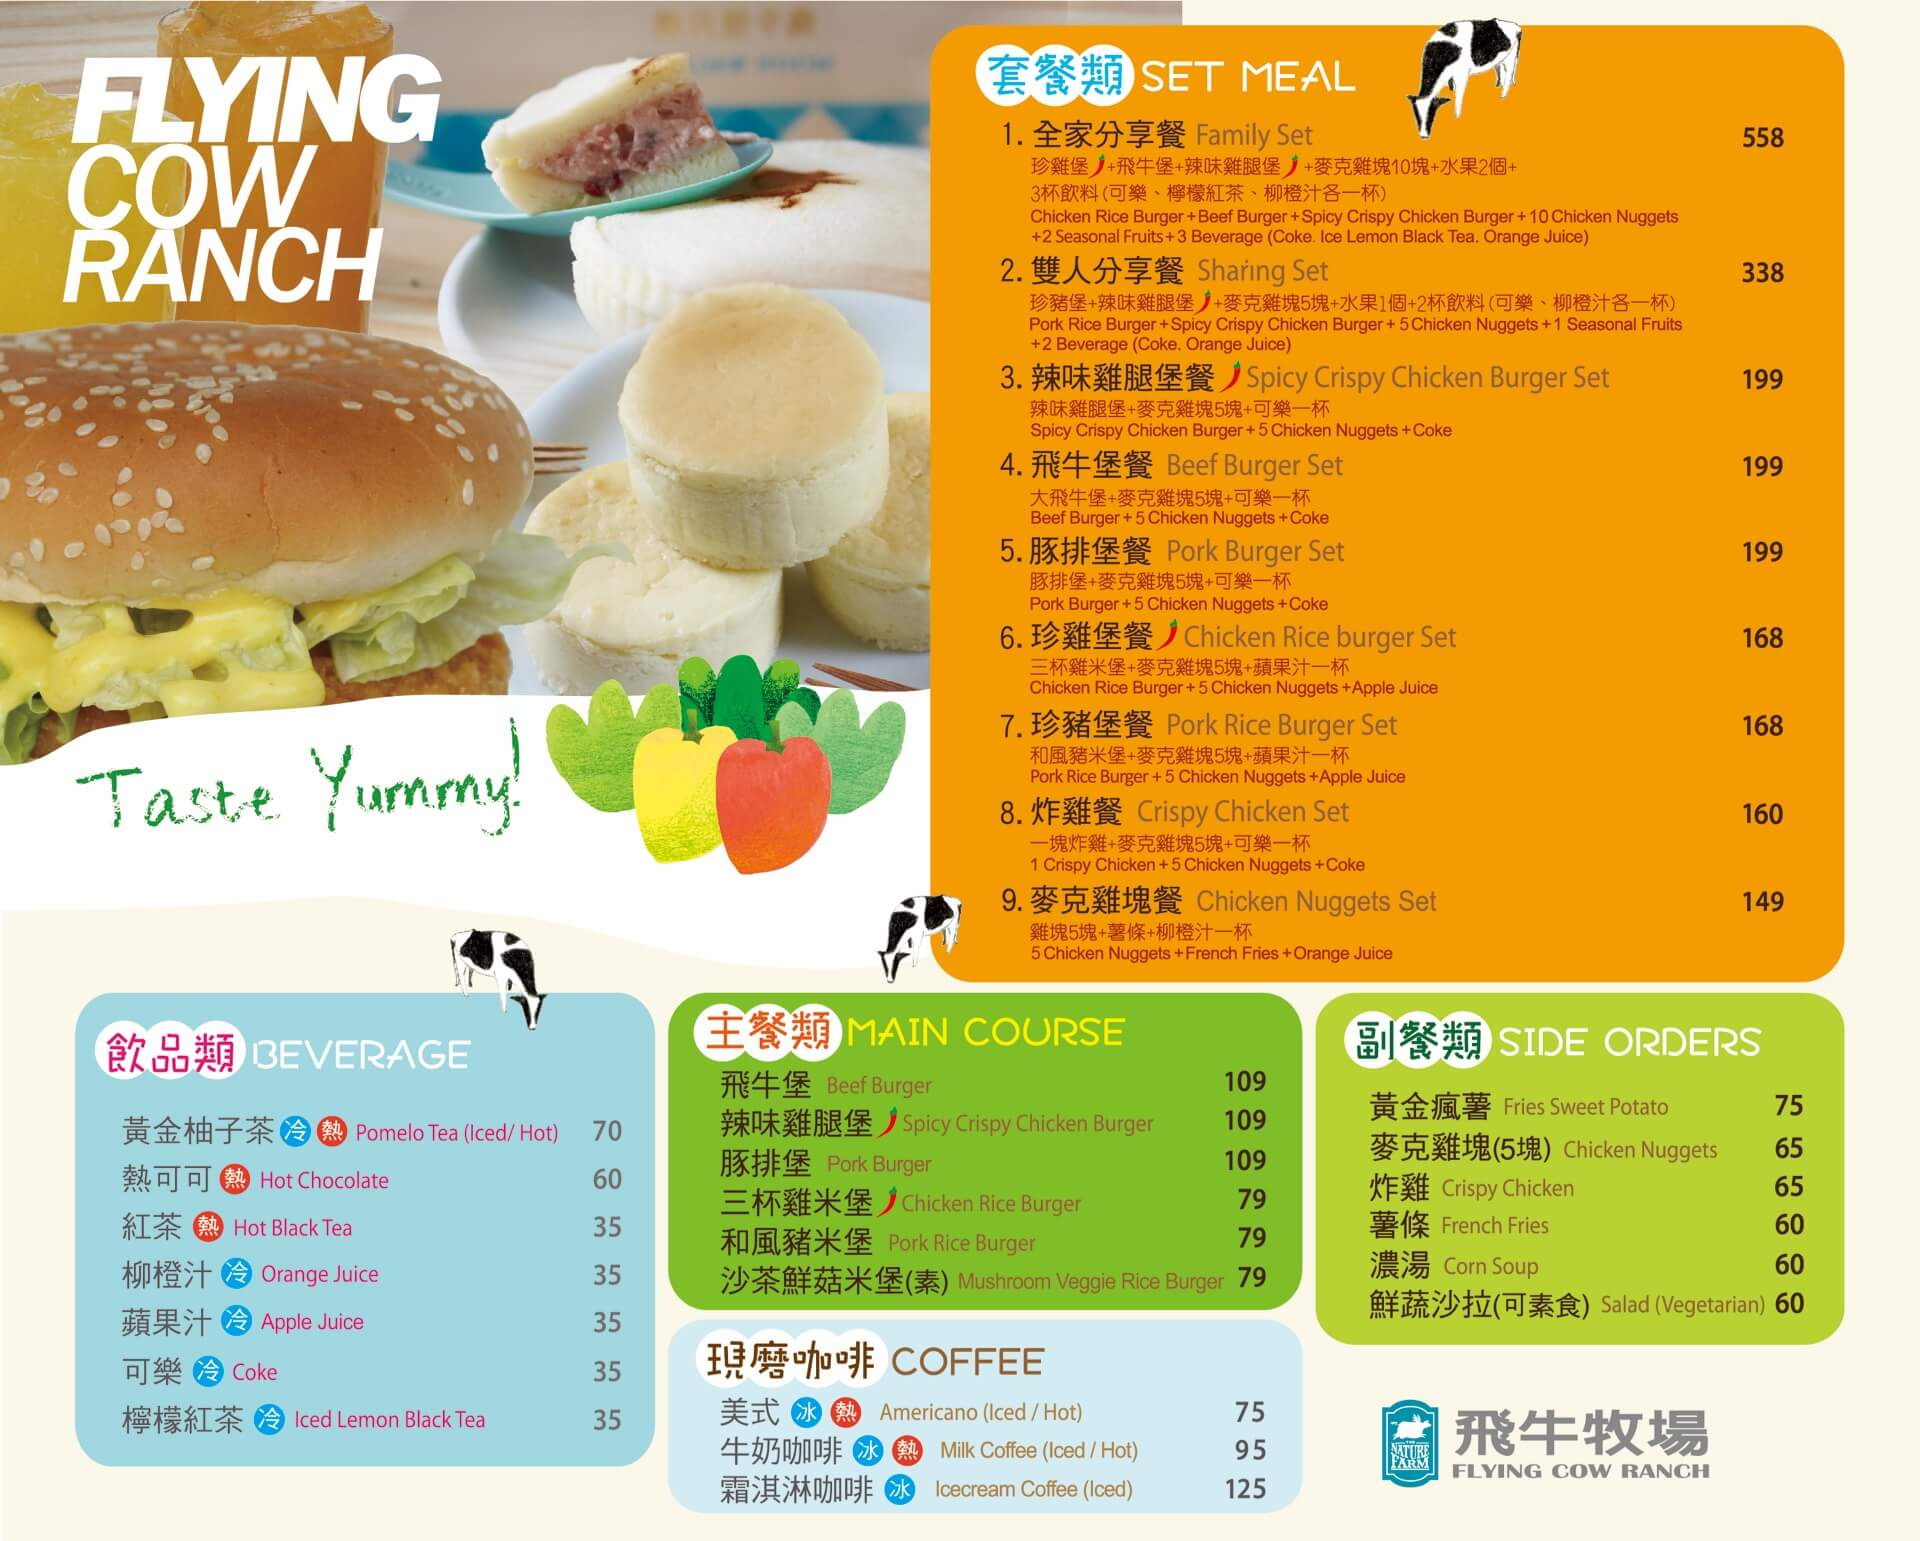 FLYING
COW
RANCH
Taste Yummy!
套餐類 SET MEAL
1. 全家分享餐 Family Set 558
珍雞堡+飛牛堡+辣味雞腿堡+麥克雞塊10塊+水果2個+
3杯飲料(可樂、檸檬紅茶、柳橙汁各一杯)
Chicken Rice Burger+Beef Burger+Spicy Crispy Chicken Burger+10 Chicken Nuggets
+2 Seasonal Fruits+3 Beverage (Coke. Ice Lemon Black Tea. Orange Juice)
2. 雙人分享餐 Sharing Set 338
珍豬堡+辣味雞腿堡+麥克雞塊5塊+水果1個+2杯飲料(可樂、柳橙汁各一杯)
Pork Rice Burger+Spicy Crispy Chicken Burger+5 Chicken Nuggets+1 Seasonal Fruits
+2 Beverage (Coke. Orange Juice)
3. 辣味雞腿堡餐 Spicy Crispy Chicken Burger Set 199
辣味雞腿堡+麥克雞塊5塊+可樂一杯
Spicy Crispy Chicken Burger+5 Chicken Nuggets+Coke
4. 飛牛堡餐 Beef Burger Set 199
大飛牛堡+麥克雞塊5塊+可樂一杯
Beef Burger+5 Chicken Nuggets+Coke
5. 豚排堡餐 Pork Burger Set 199
豚排堡+麥克雞塊5塊+可樂一杯
Pork Burger+5 Chicken Nuggets+Coke
6. 珍雞堡餐 Chicken Rice burger Set 168
三杯雞米堡+麥克雞塊5塊+蘋果汁一杯
Chicken Rice Burger+5 Chicken Nuggets+Apple Juice
7. 珍豬堡餐 Pork Rice Burger Set 168
和風豬米堡+麥克雞塊5塊+蘋果汁一杯
Pork Rice Burger+5 Chicken Nuggets+Apple Juice
8. 炸雞餐 Crispy Chicken Set 160
一塊炸雞+麥克雞塊5塊+可樂一杯
1 Crispy Chicken+5 Chicken Nuggets+Coke
9. 麥克雞塊餐 Chicken Nuggets Set 149
雞塊5塊+薯條+柳橙汁一杯
5 Chicken Nuggets+French Fries+Orange Juice
飲品類 BEVERAGE
黃金柚子茶 冷 熱 Pomelo Tea (Iced/ Hot) 70
熱可可 熱 Hot Chocolate 60
紅茶 熱 Hot Black Tea 35
柳橙汁 冷 Orange Juice 35
蘋果汁 冷 Apple Juice 35
可樂 冷 Coke 35
檸檬紅茶 冷 Iced Lemon Black Tea 35
主餐類 MAIN COURSE
飛牛堡 Beef Burger 109
辣味雞腿堡 Spicy Crispy Chicken Burger 109
豚排堡 Pork Burger 109
三杯雞米堡 Chicken Rice Burger 79
和風豬米堡 Pork Rice Burger 79
沙茶鮮菇米堡(素) Mushroom Veggie Rice Burger 79
現磨咖啡 COFFEE
美式 冰 熱 Americano (Iced / Hot) 75
牛奶咖啡 冰 熱 Milk Coffee (Iced / Hot) 95
霜淇淋咖啡 冰 Icecream Coffee (Iced) 125
副餐類 SIDE ORDERS
黃金瘋薯 Fries Sweet Potato 75
麥克雞塊(5塊) Chicken Nuggets 65
炸雞 Crispy Chicken 65
薯條 French Fries 60
濃湯 Corn Soup 60
鮮蔬沙拉(可素食) Salad (Vegetarian) 60
THE
NATURE
FARM
飛牛牧場
FLYING COW RANCH